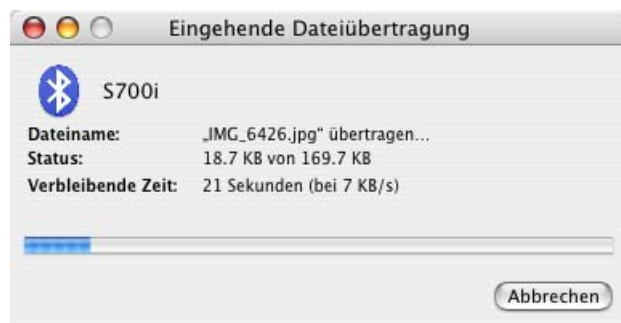 Eingehende Dateiübertragung
S700i
Dateiname: „IMG_6426.jpg“ übertragen...
Status: 18.7 KB von 169.7 KB
Verbleibende Zeit: 21 Sekunden (bei 7 KB/s)
Abbrechen